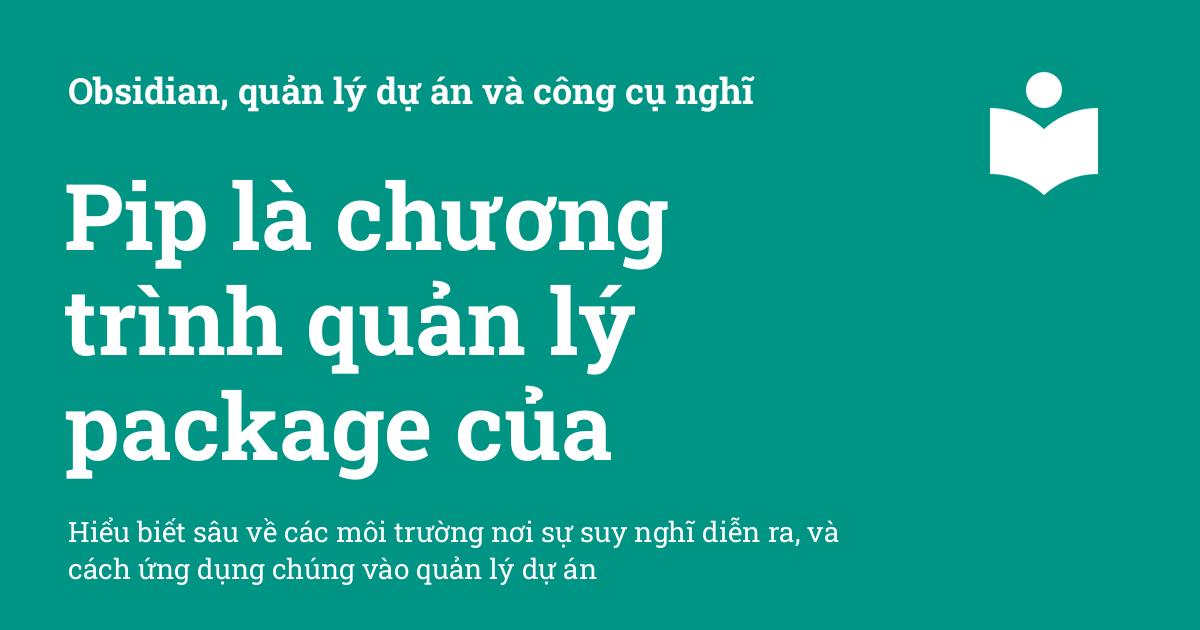 Obsidian, quản lý dự án và công cụ nghĩ
Pip là chương
trình quản lý
package của
Hiểu biết sâu về các môi trường nơi sự suy nghĩ diễn ra, và
cách ứng dụng chúng vào quản lý dự án